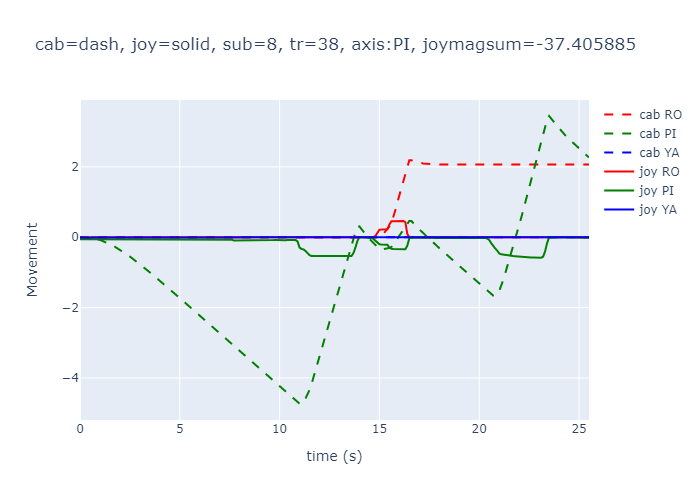 cab=dash, joy=solid, sub=8, tr=38, axis:PI, joymagsum=-37.405885
cab RO
cab PI
cab YA
joy RO
joy PI
joy YA
Movement
2
0
−2
−4
0
5
10
15
20
25
time (s)